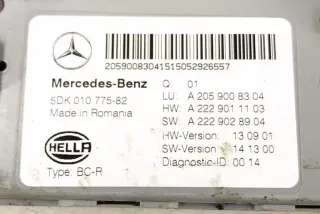 20590083041515052926557
Mercedes-Benz Q: 01
5DK 010 775-82 LU: A 205 900 83 04
Made in Romania HW: A 222 901 11 03
SW: A 222 902 89 04
HELLA HW-Version: 13 09 01
SW-Version: 14 13 00
Type: BC-R Diagnostic-ID: 00 14